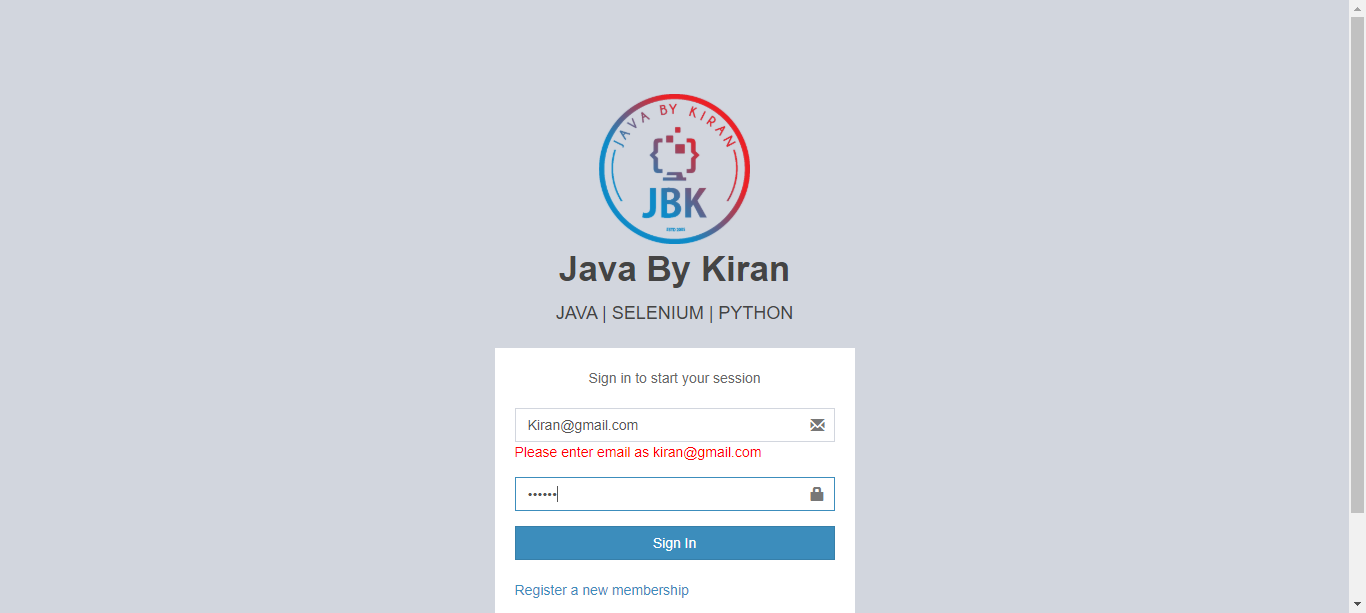 JAVA BY KIRAN
JBK
Java By Kiran
JAVA | SELENIUM | PYTHON
Sign in to start your session
Kiran@gmail.com
Please enter email as kiran@gmail.com
••••••
Sign In
Register a new membership